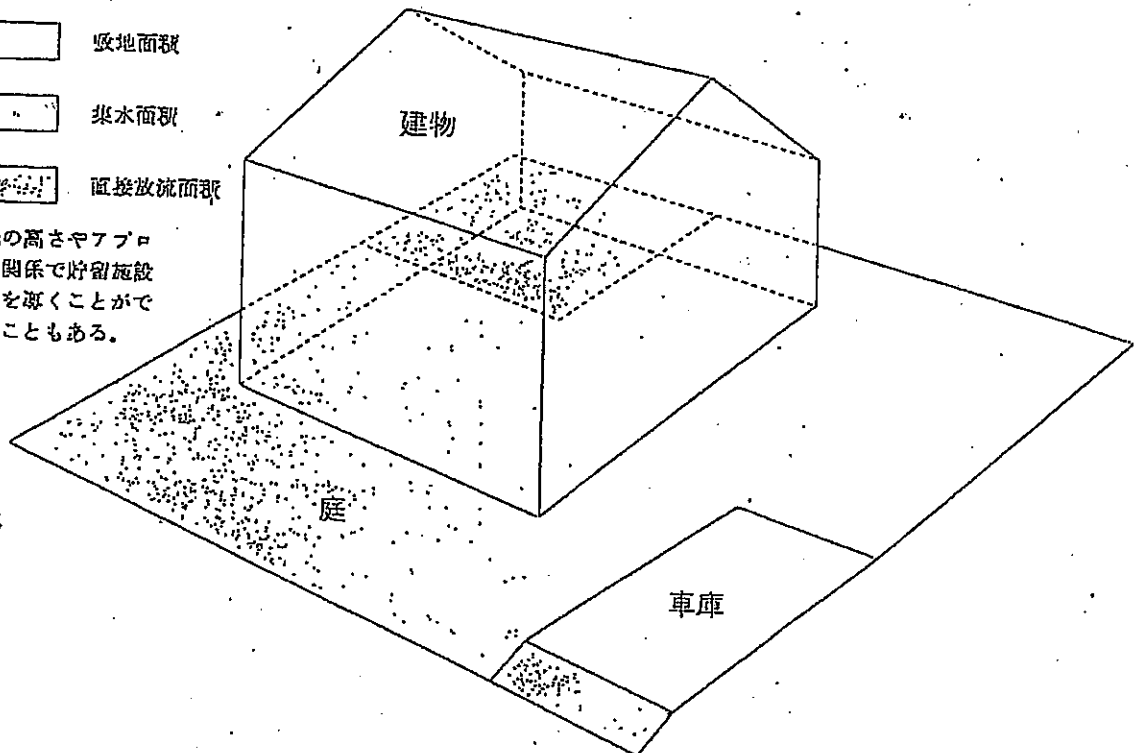 敷地面積
集水面積
直接放流面積
の高さやアプロ
関係で貯留施設
を導くことがで
こともある。
建物
庭
車庫